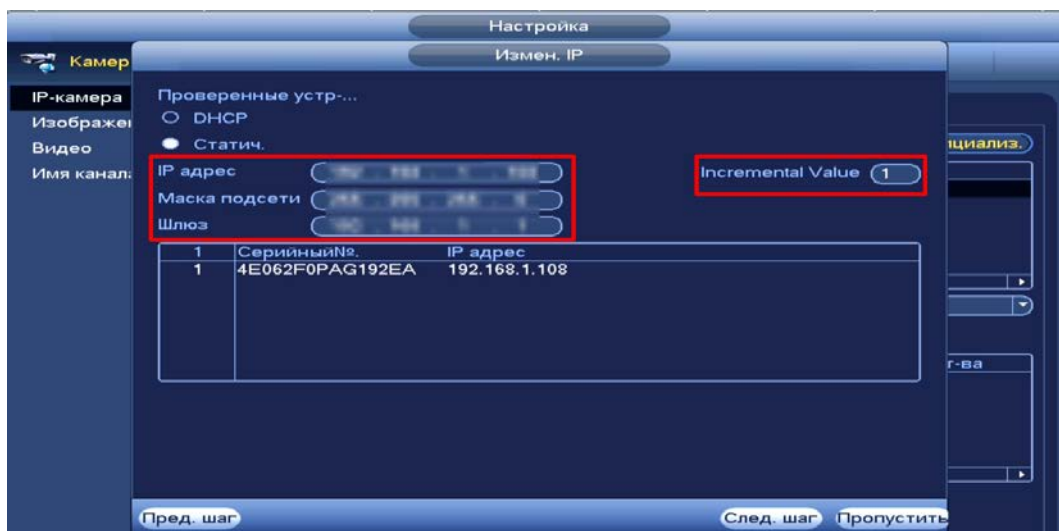 Настройка
Измен. IP
Камер
IP-камера
Изображе
Видео
Имя канал
Проверенные устр-...
DHCP
Статич.
IP адрес
Incremental Value 1
Маска подсети
Шлюз
циализ.
1 Серийный№. IP адрес
1 4E062F0PAG192EA 192.168.1.108
т-ва
Пред. шаг След. шаг Пропустить